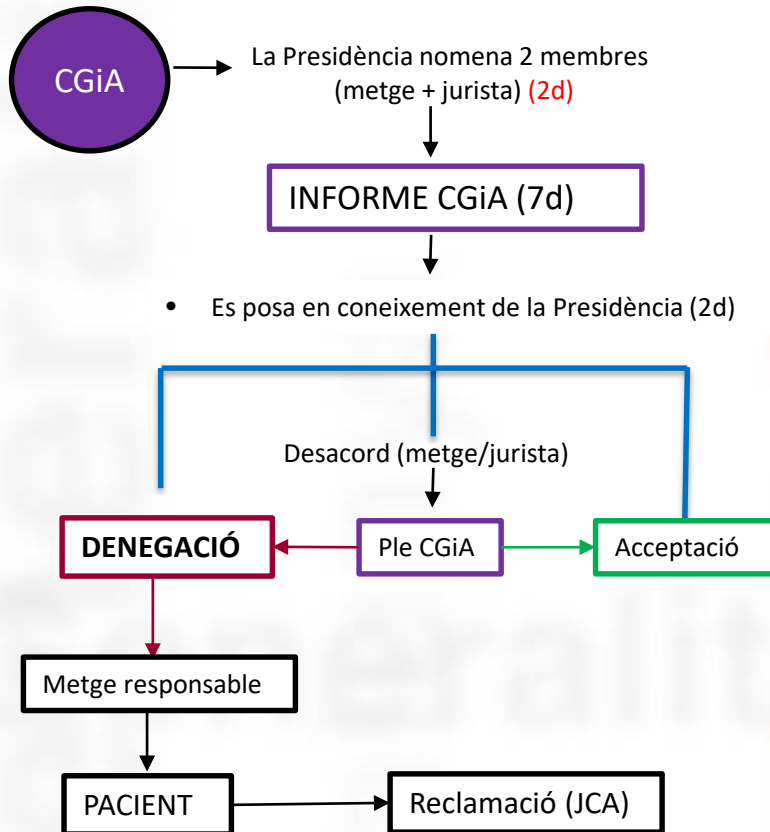 CGiA
La Presidència nomena 2 membres
(metge + jurista) (2d)
INFORME CGiA (7d)
• Es posa en coneixement de la Presidència (2d)
Desacord (metge/jurista)
DENEGACIÓ
Ple CGiA
Acceptació
Metge responsable
PACIENT
Reclamació (JCA)